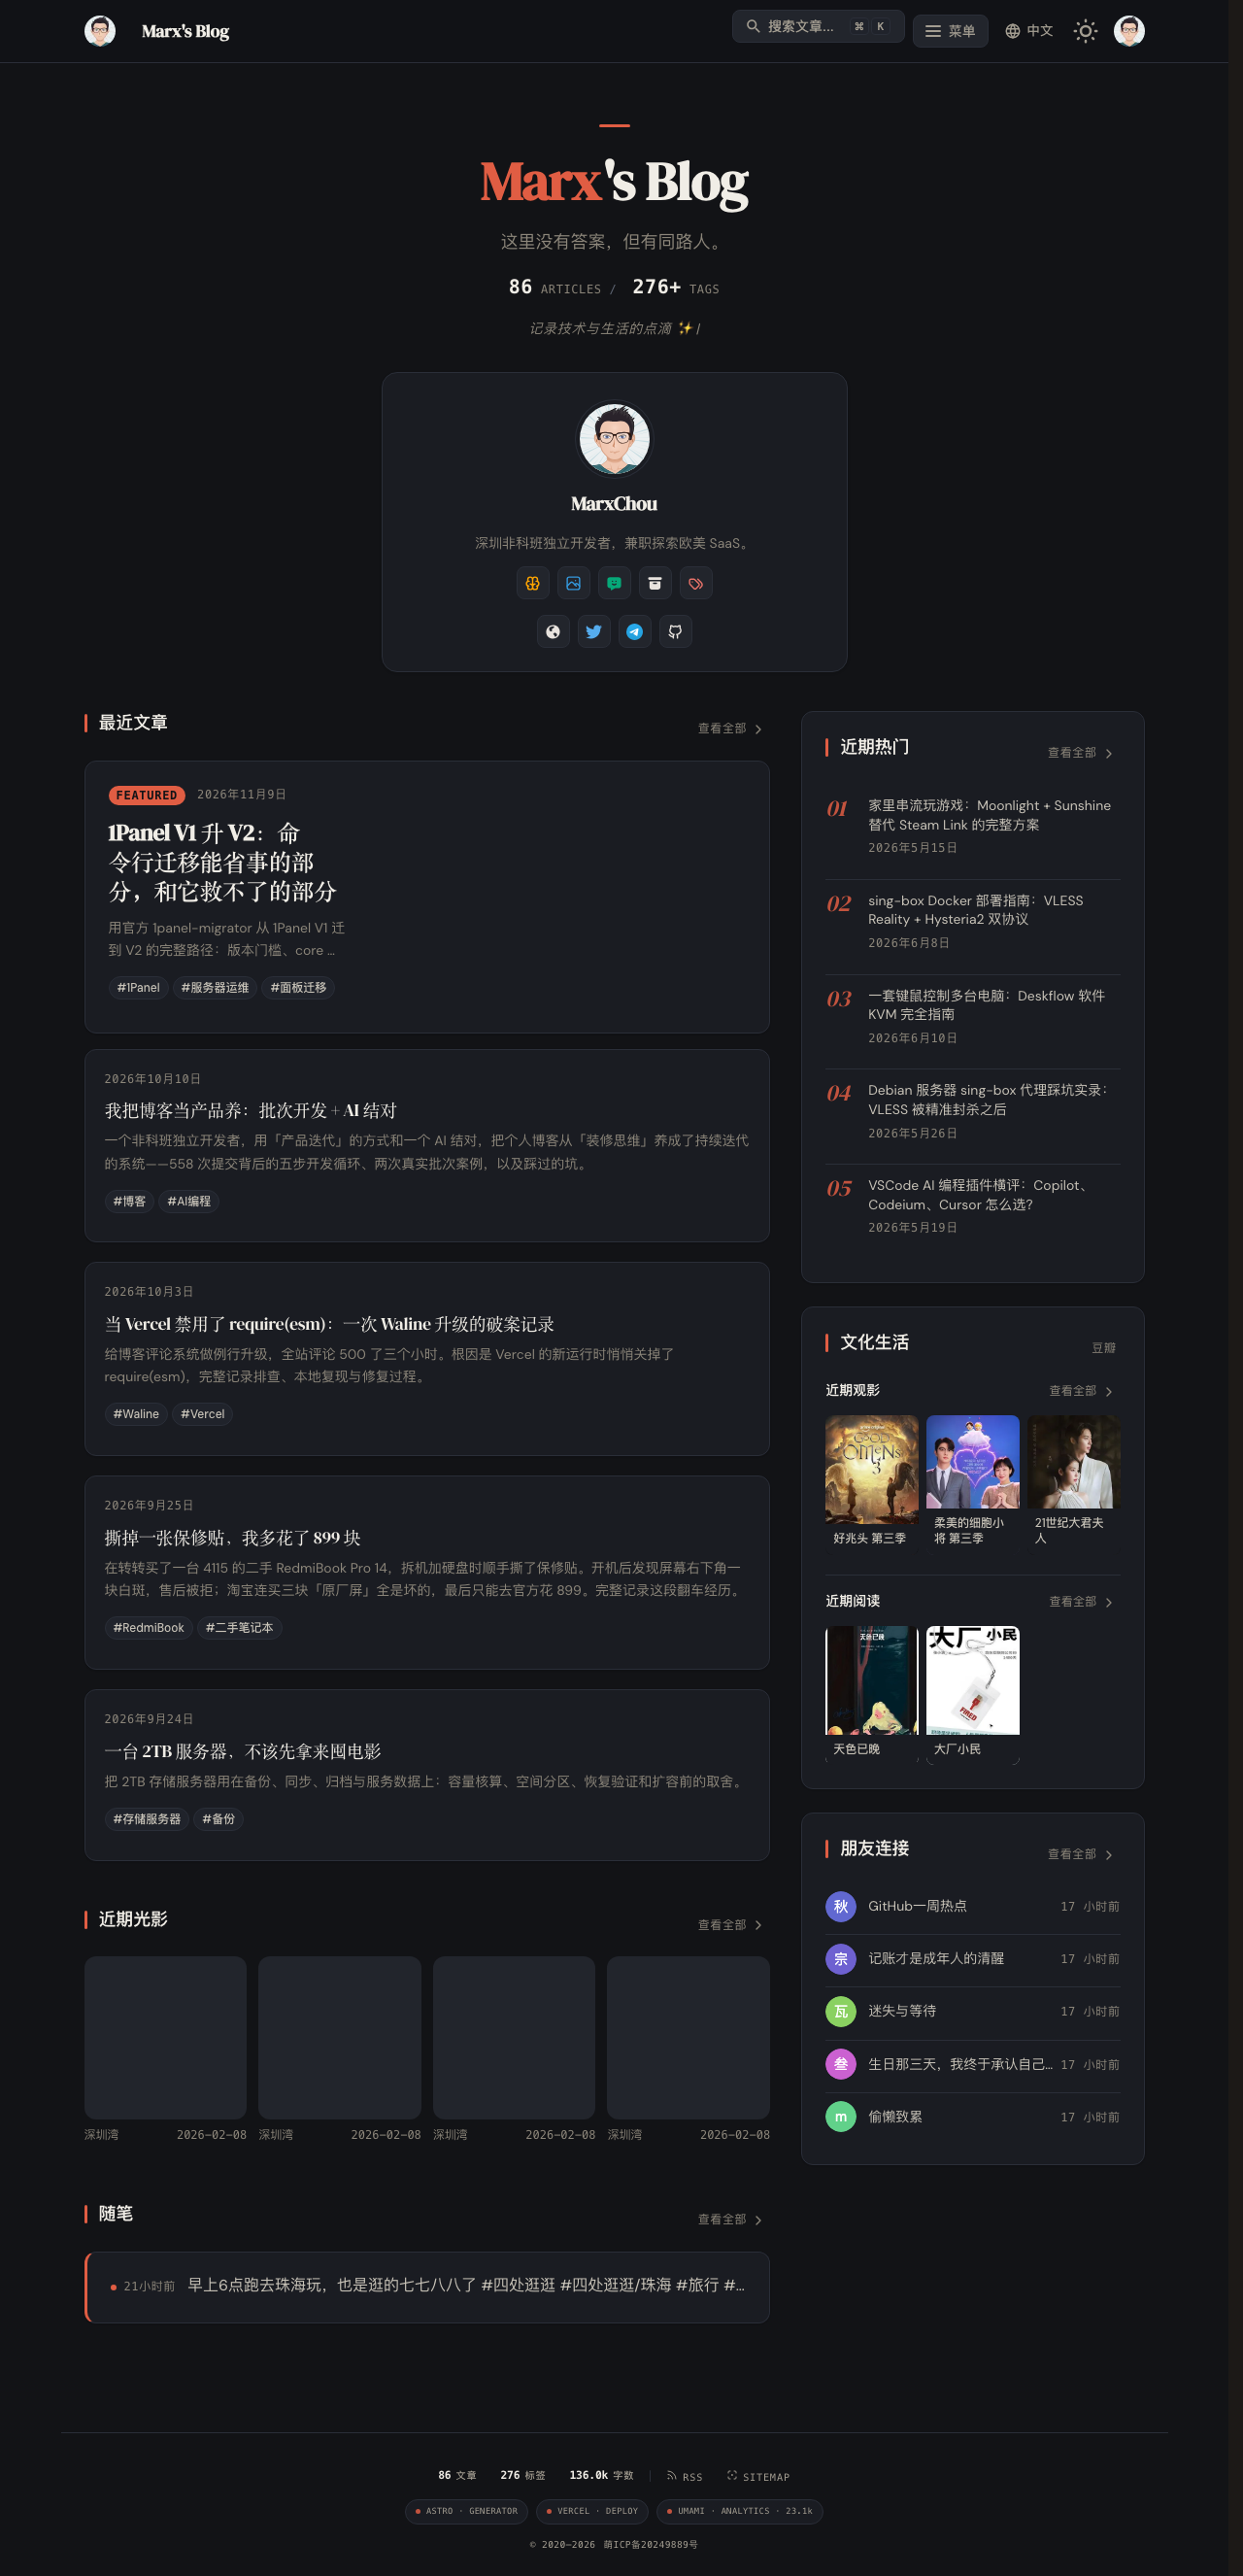 Marx's Blog
搜索文章... ⌘ K
菜单
中文
Marx's Blog
这里没有答案，但有同路人。
86 ARTICLES / 276+ TAGS
记录技术与生活的点滴 ✨ |
MarxChou
深圳非科班独立开发者，兼职探索欧美 SaaS。
最近文章
查看全部
FEATURED 2026年11月9日
1Panel V1 升 V2：命
令行迁移能省事的部
分，和它救不了的部分
用官方 1panel-migrator 从 1Panel V1 迁
到 V2 的完整路径：版本门槛、core ...
#1Panel #服务器运维 #面板迁移
2026年10月10日
我把博客当产品养：批次开发 + AI 结对
一个非科班独立开发者，用「产品迭代」的方式和一个 AI 结对，把个人博客从「装修思维」养成了持续迭代
的系统——558 次提交背后的五步开发循环、两次真实批次案例，以及踩过的坑。
#博客 #AI编程
2026年10月3日
当 Vercel 禁用了 require(esm)：一次 Waline 升级的破案记录
给博客评论系统做例行升级，全站评论 500 了三个小时。根因是 Vercel 的新运行时悄悄关掉了
require(esm)，完整记录排查、本地复现与修复过程。
#Waline #Vercel
2026年9月25日
撕掉一张保修贴，我多花了 899 块
在转转买了一台 4115 的二手 RedmiBook Pro 14，拆机加硬盘时顺手撕了保修贴。开机后发现屏幕右下角一
块白斑，售后被拒；淘宝连买三块「原厂屏」全是坏的，最后只能去官方花 899。完整记录这段翻车经历。
#RedmiBook #二手笔记本
2026年9月24日
一台 2TB 服务器，不该先拿来囤电影
把 2TB 存储服务器用在备份、同步、归档与服务数据上：容量核算、空间分区、恢复验证和扩容前的取舍。
#存储服务器 #备份
近期光影
查看全部
深圳湾 2026-02-08
深圳湾 2026-02-08
深圳湾 2026-02-08
深圳湾 2026-02-08
随笔
查看全部
21小时前 早上6点跑去珠海玩，也是逛的七七八八了 #四处逛逛 #四处逛逛/珠海 #旅行 #...
近期热门
查看全部
01 家里串流玩游戏：Moonlight + Sunshine
替代 Steam Link 的完整方案
2026年5月15日
02 sing-box Docker 部署指南：VLESS
Reality + Hysteria2 双协议
2026年6月8日
03 一套键鼠控制多台电脑：Deskflow 软件
KVM 完全指南
2026年6月10日
04 Debian 服务器 sing-box 代理踩坑实录：
VLESS 被精准封杀之后
2026年5月26日
05 VSCode AI 编程插件横评：Copilot、
Codeium、Cursor 怎么选？
2026年5月19日
文化生活
豆瓣
近期观影
查看全部
GOOD OMENS 3
好兆头 第三季
柔美的细胞小
将 第三季
21世纪大君夫
人
近期阅读
查看全部
天色已晚
大厂 小民
FIRED
天色已晚
大厂小民
朋友连接
查看全部
秋 GitHub一周热点 17 小时前
宗 记账才是成年人的清醒 17 小时前
瓦 迷失与等待 17 小时前
叁 生日那三天，我终于承认自己... 17 小时前
m 偷懒致累 17 小时前
86 文章 276 标签 136.0k 字数 RSS SITEMAP
ASTRO · GENERATOR VERCEL · DEPLOY UMAMI · ANALYTICS · 23.1k
© 2020-2026 萌ICP备20249889号